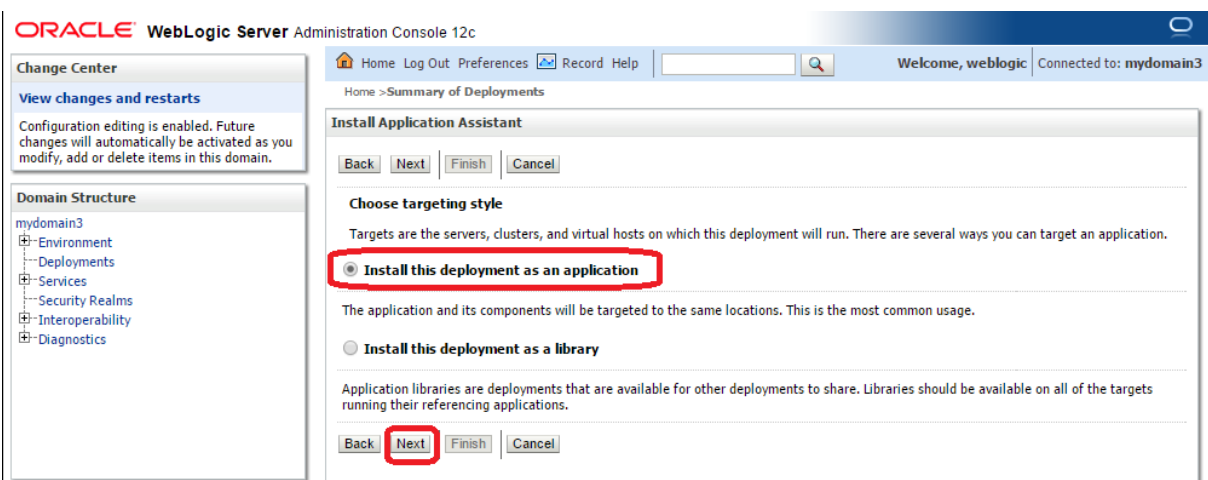 ORACLE WebLogic Server Administration Console 12c
Change Center
View changes and restarts
Configuration editing is enabled. Future
changes will automatically be activated as you
modify, add or delete items in this domain.
Domain Structure
mydomain3
Environment
Deployments
Services
Security Realms
Interoperability
Diagnostics
Home Log Out Preferences Record Help
Welcome, weblogic Connected to: mydomain3
Home >Summary of Deployments
Install Application Assistant
Back Next Finish Cancel
Choose targeting style
Targets are the servers, clusters, and virtual hosts on which this deployment will run. There are several ways you can target an application.
Install this deployment as an application
The application and its components will be targeted to the same locations. This is the most common usage.
Install this deployment as a library
Application libraries are deployments that are available for other deployments to share. Libraries should be available on all of the targets
running their referencing applications.
Back Next Finish Cancel